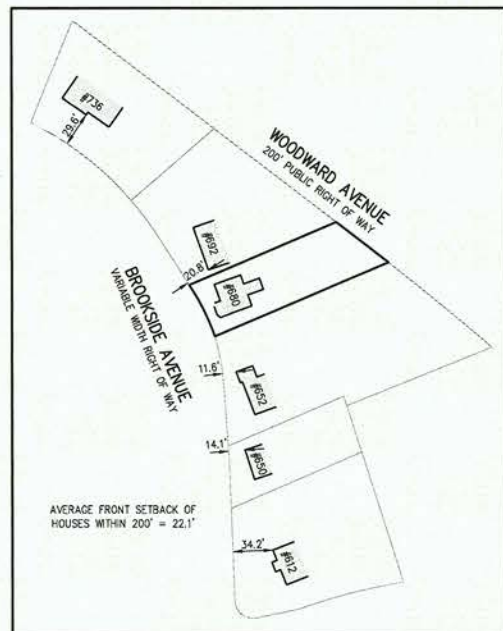 #736
29.6'
WOODWARD AVENUE
200' PUBLIC RIGHT OF WAY
#692
20.8'
#680
BROOKSIDE AVENUE
VARIABLE WIDTH RIGHT OF WAY
11.6'
#652
14.1'
#650
AVERAGE FRONT SETBACK OF
HOUSES WITHIN 200' = 22.1'
34.2'
#612